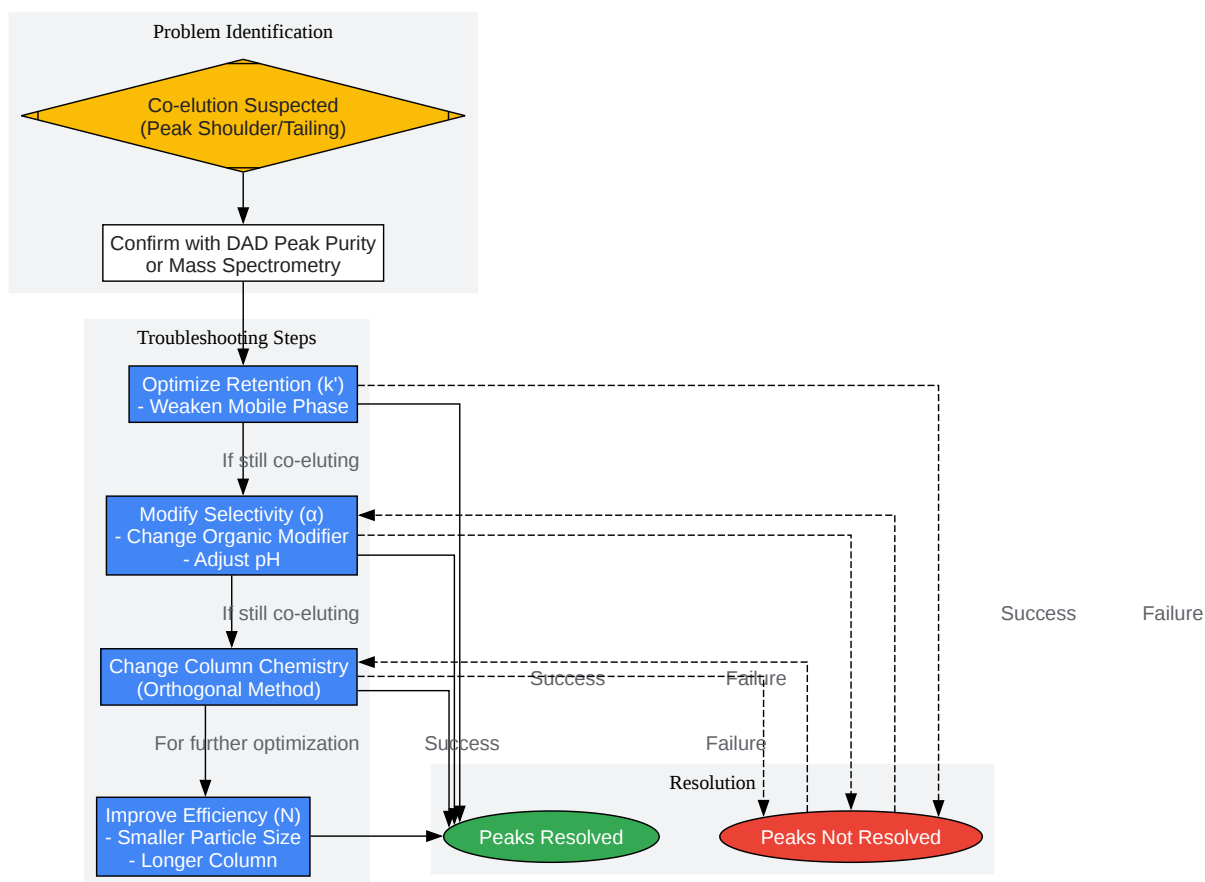 Problem Identification
Co-elution Suspected
(Peak Shoulder/Tailing)
Confirm with DAD Peak Purity
or Mass Spectrometry
Troubleshooting Steps
Optimize Retention (k')
- Weaken Mobile Phase
If still co-eluting
Modify Selectivity (α)
- Change Organic Modifier
- Adjust pH
If still co-eluting
Success
Failure
Change Column Chemistry
(Orthogonal Method)
Success
Failure
For further optimization
Success
Failure
Resolution
Improve Efficiency (N)
- Smaller Particle Size
- Longer Column
Peaks Resolved
Peaks Not Resolved